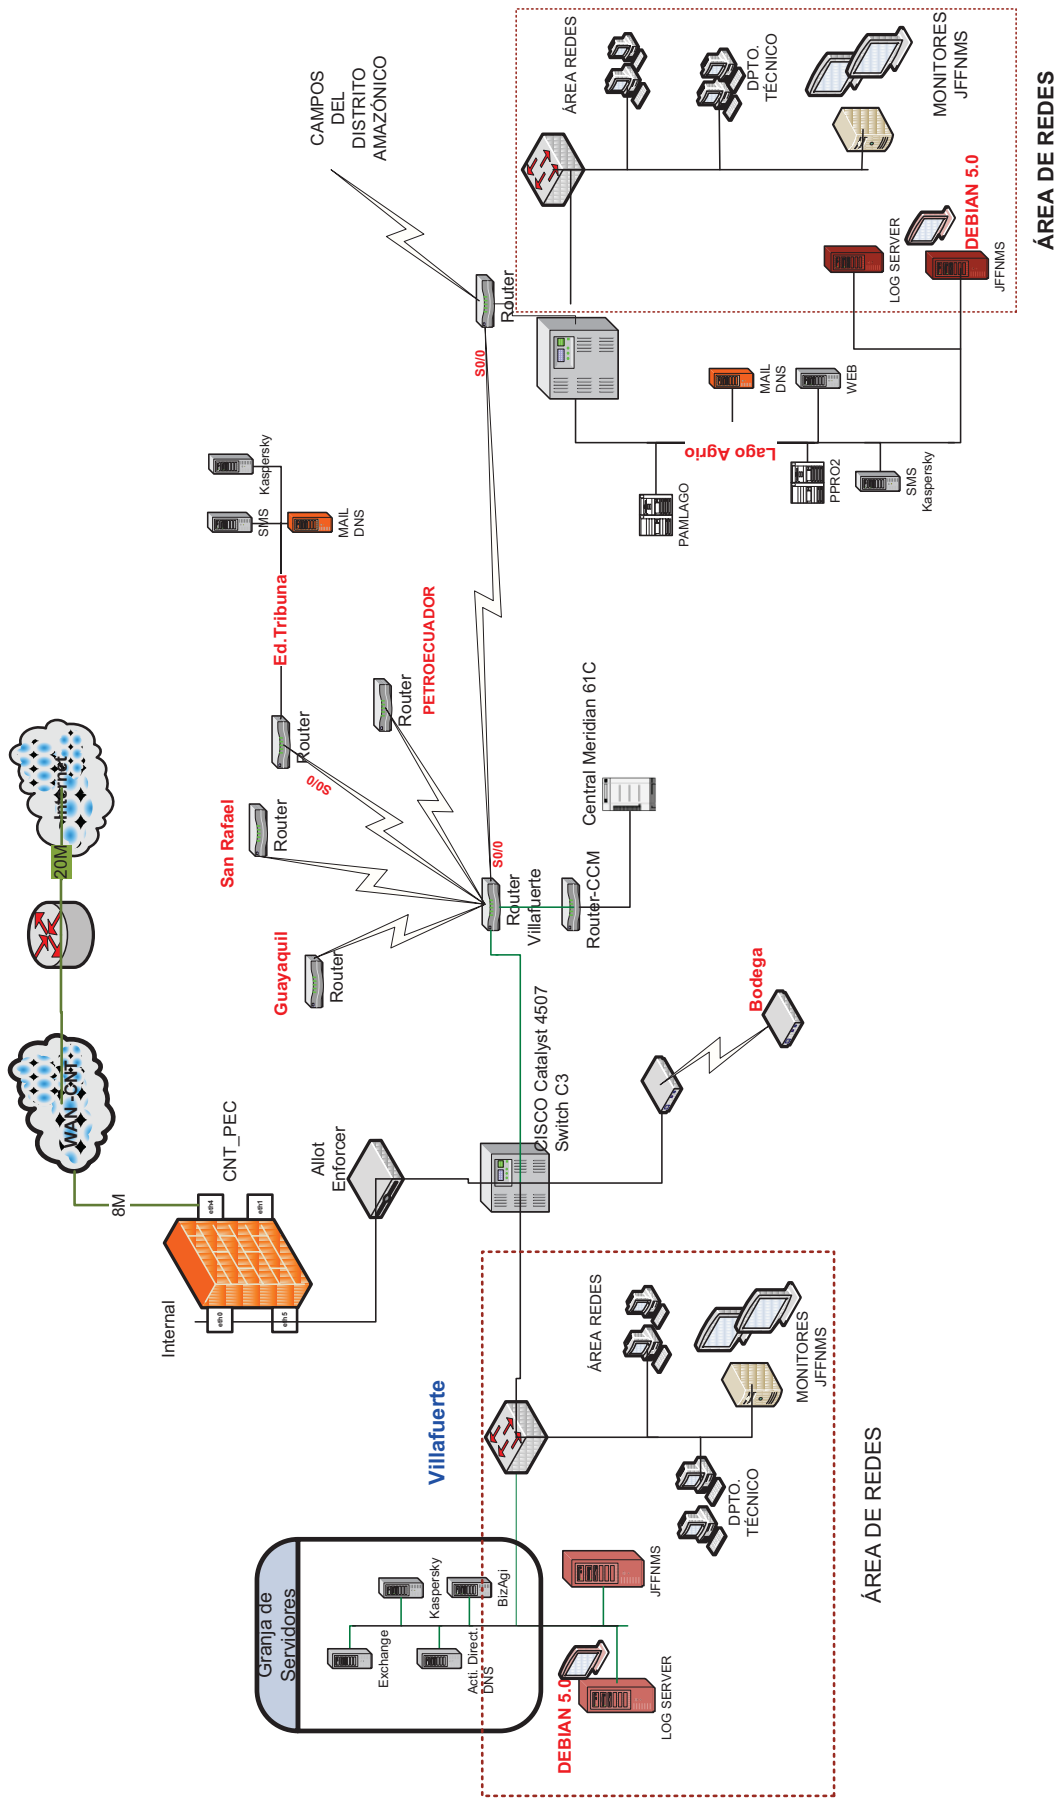 Internet
20M
WAN-CNT
8M
CNT_PEC
eth4
eth1
eth0
eth5
Internal
Allot
Enforcer
CISCO Catalyst 4507
Switch C3
Bodega
Guayaquil
Router
San Rafael
Router
Ed.Tribuna
Router
S0/0
SMS
Kaspersky
MAIL
DNS
PETROECUADOR
Router
S0/0
Router
Villafuerte
Router-CCM
Central Meridian 61C
CAMPOS
DEL
DISTRITO
AMAZÓNICO
S0/0
Router
Lago Agrio
PAMLAGO
MAIL
DNS
PPRO2
WEB
SMS
Kaspersky
LOG SERVER
DEBIAN 5.0
JFFNMS
ÁREA REDES
DPTO.
TÉCNICO
MONITORES
JFFNMS
ÁREA DE REDES
Villafuerte
Granja de
Servidores
Exchange
Kaspersky
Acti. Direct.
DNS
BizAgi
DEBIAN 5.0
LOG SERVER
JFFNMS
ÁREA REDES
DPTO.
TÉCNICO
MONITORES
JFFNMS
ÁREA DE REDES